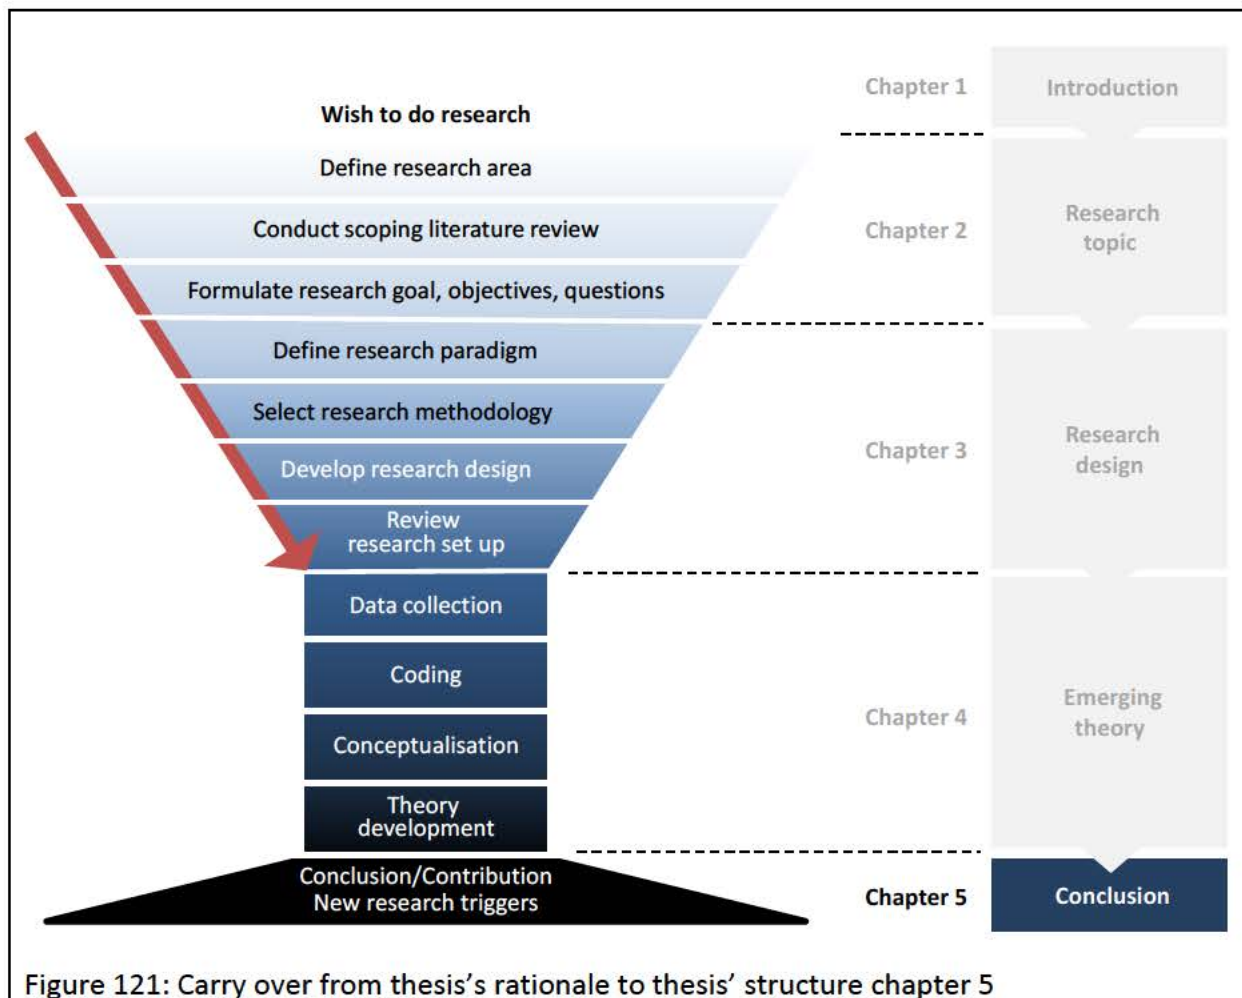 Wish to do research
Define research area
Conduct scoping literature review
Formulate research goal, objectives, questions
Define research paradigm
Select research methodology
Develop research design
Review
research set up
Data collection
Coding
Conceptualisation
Theory
development
Conclusion/Contribution
New research triggers
Chapter 1
Introduction
Chapter 2
Research
topic
Chapter 3
Research
design
Chapter 4
Emerging
theory
Chapter 5
Conclusion
Figure 121: Carry over from thesis's rationale to thesis' structure chapter 5